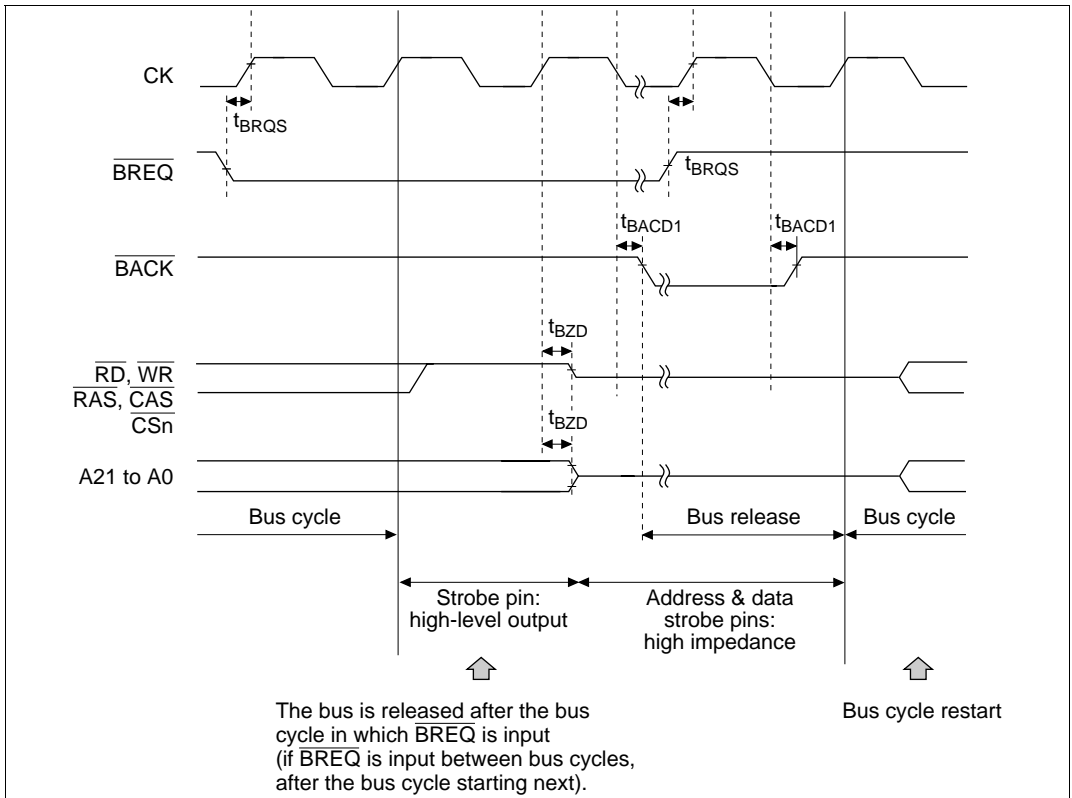 CK
tBRQS
BREQ
tBRQS
tBACD1
tBACD1
BACK
tBZD
RD, WR
RAS, CAS
CSn
tBZD
A21 to A0
Bus cycle
Bus release
Bus cycle
Strobe pin:
high-level output
Address & data
strobe pins:
high impedance
The bus is released after the bus
cycle in which BREQ is input
(if BREQ is input between bus cycles,
after the bus cycle starting next).
Bus cycle restart